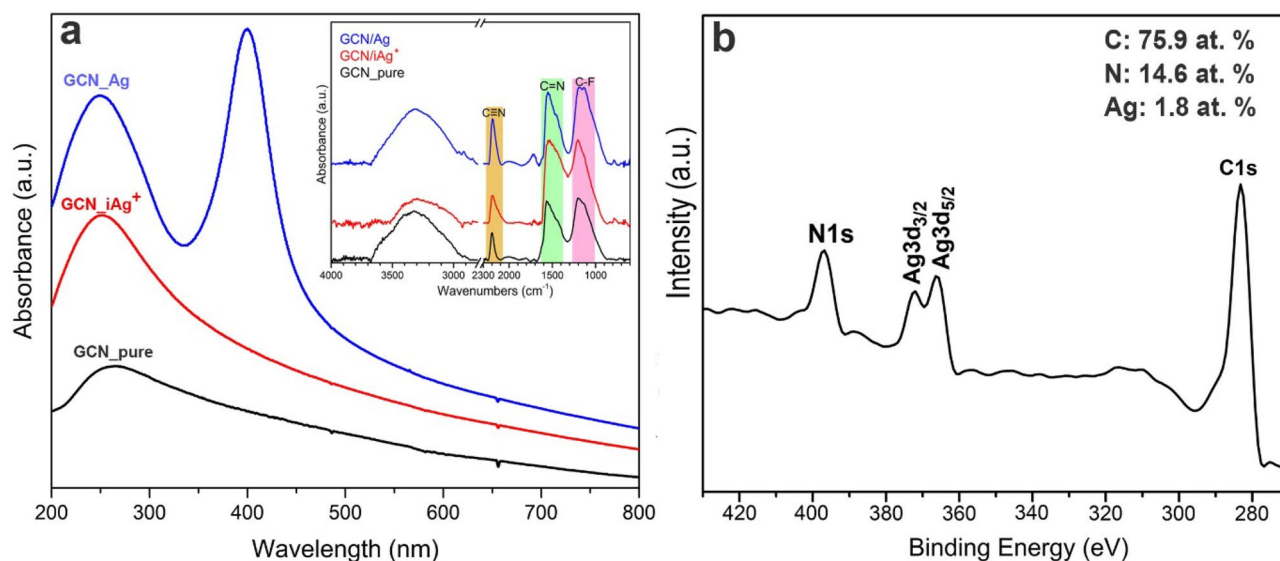 a
GCN_Ag
GCN_iAg⁺
GCN_pure
Absorbance (a.u.)
200 300 400 500 600 700 800
Wavelength (nm)
GCN/Ag
GCN/iAg⁺
GCN_pure
C≡N
C=N
C-F
Absorbance (a.u.)
4000 3500 3000 2300 2000 1500 1000
Wavenumbers (cm⁻¹)
b
C: 75.9 at. %
N: 14.6 at. %
Ag: 1.8 at. %
N1s
Ag3d₃/₂
Ag3d₅/₂
C1s
Intensity (a.u.)
420 400 380 360 340 320 300 280
Binding Energy (eV)